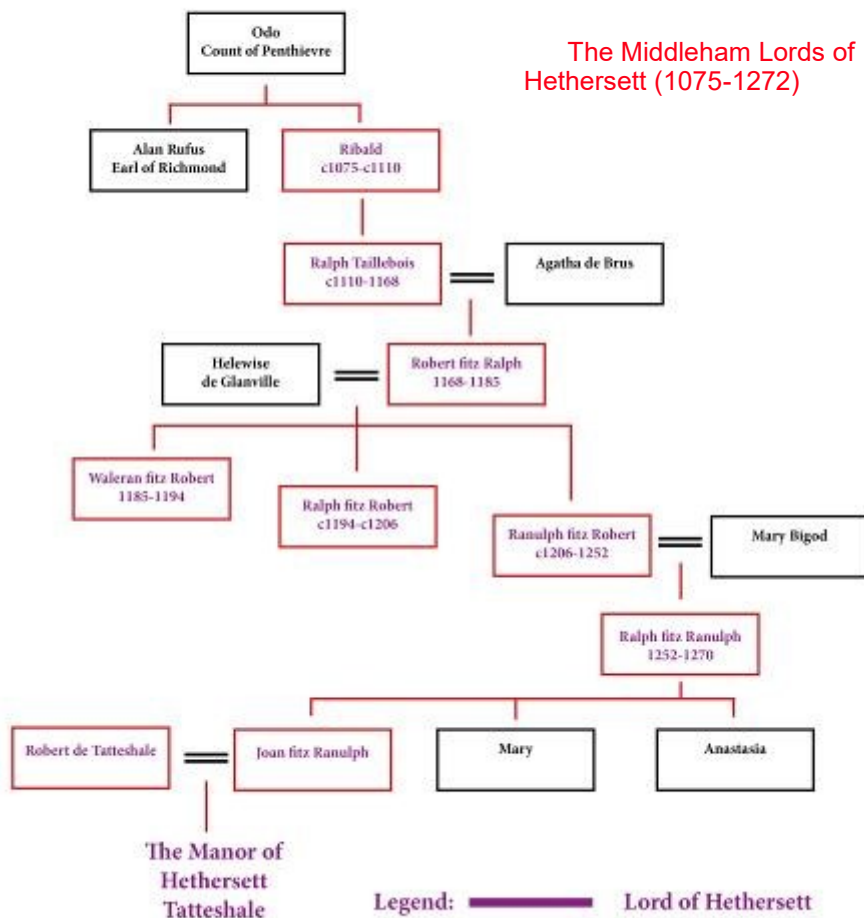 The Middleham Lords of
Hethersett (1075-1272)
Odo
Count of Penthievre
Alan Rufus
Earl of Richmond
Ribald
c1075-c1110
Ralph Taillebois
c1110-1168
Agatha de Brus
Helewise
de Glanville
Robert fitz Ralph
1168-1185
Waleran fitz Robert
1185-1194
Ralph fitz Robert
c1194-c1206
Ranulph fitz Robert
c1206-1252
Mary Bigod
Ralph fitz Ranulph
1252-1270
Robert de Tatteshale
Joan fitz Ranulph
Mary
Anastasia
The Manor of
Hethersett
Tatteshale
Legend: Lord of Hethersett